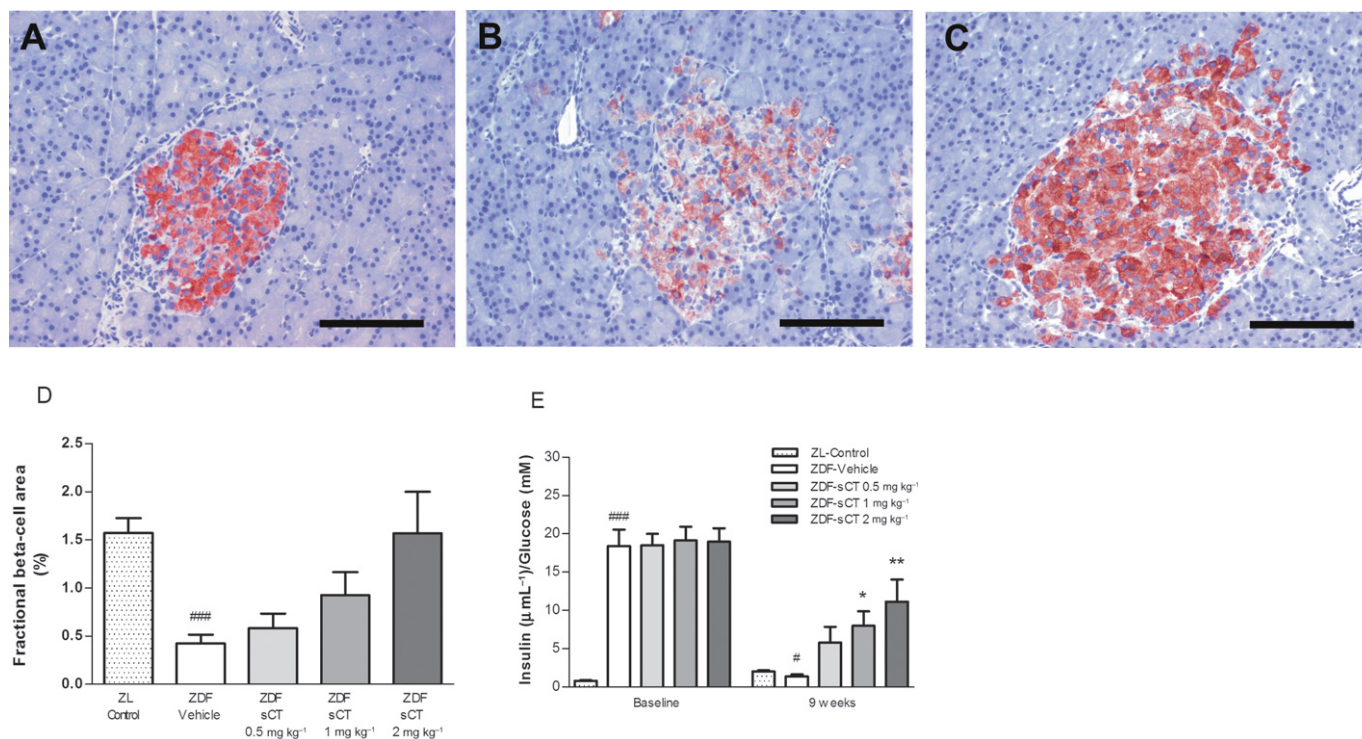 A
B
C
D
Fractional beta-cell area
(%)
2.5
2.0
1.5
1.0
0.5
0.0
###
ZL
Control
ZDF
Vehicle
ZDF
sCT
0.5 mg kg⁻¹
ZDF
sCT
1 mg kg⁻¹
ZDF
sCT
2 mg kg⁻¹
E
Insulin (μ mL⁻¹)/Glucose (mM)
30
25
20
15
10
5
0
###
#
*
**
Baseline
9 weeks
ZL-Control
ZDF-Vehicle
ZDF-sCT 0.5 mg kg⁻¹
ZDF-sCT 1 mg kg⁻¹
ZDF-sCT 2 mg kg⁻¹